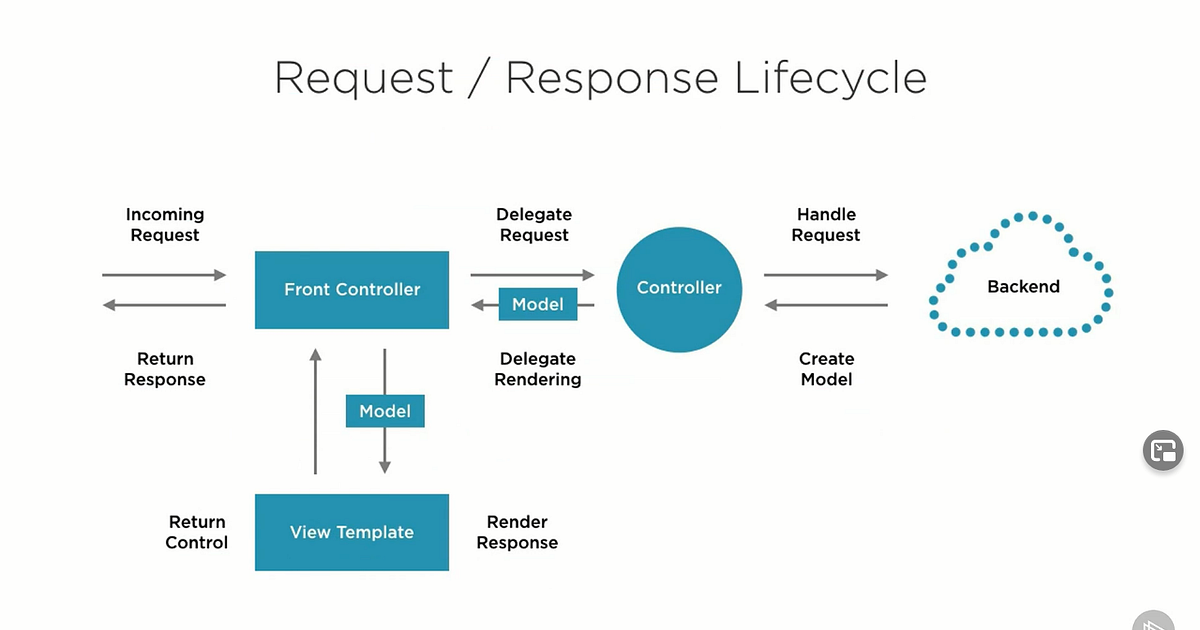 Request / Response Lifecycle
Incoming
Request
Delegate
Request
Handle
Request
Front Controller
Model
Controller
Backend
Return
Response
Delegate
Rendering
Create
Model
Model
Return
Control
View Template
Render
Response